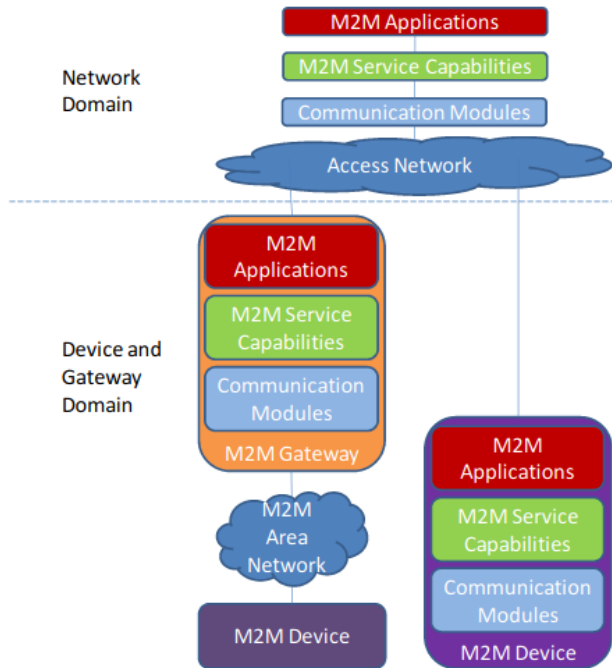 M2M Applications
M2M Service Capabilities
Network
Domain
Communication Modules
Access Network
M2M
Applications
M2M Service
Capabilities
Device and
Gateway
Domain
Communication
Modules
M2M Gateway
M2M
Area
Network
M2M Device
M2M
Applications
M2M Service
Capabilities
Communication
Modules
M2M Device